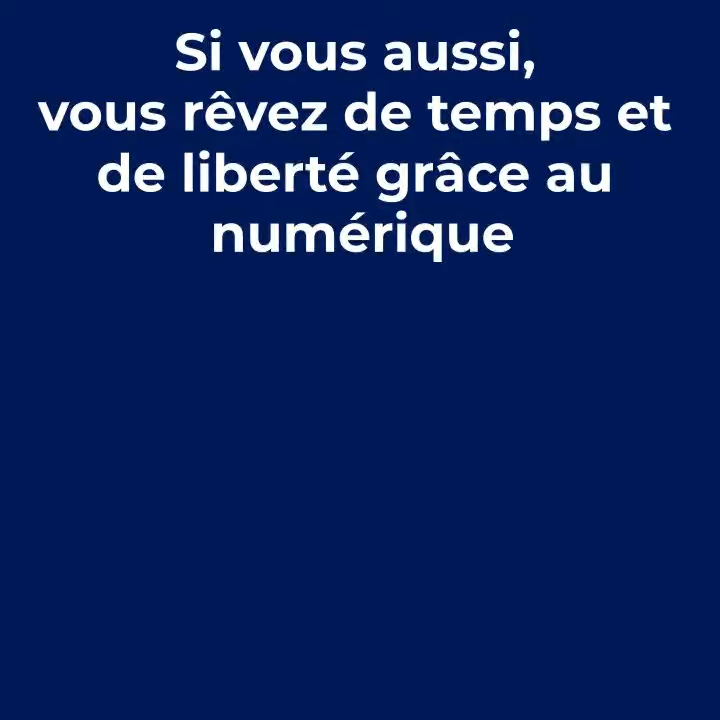 Si vous aussi,
vous rêvez de temps et
de liberté grâce au
numérique